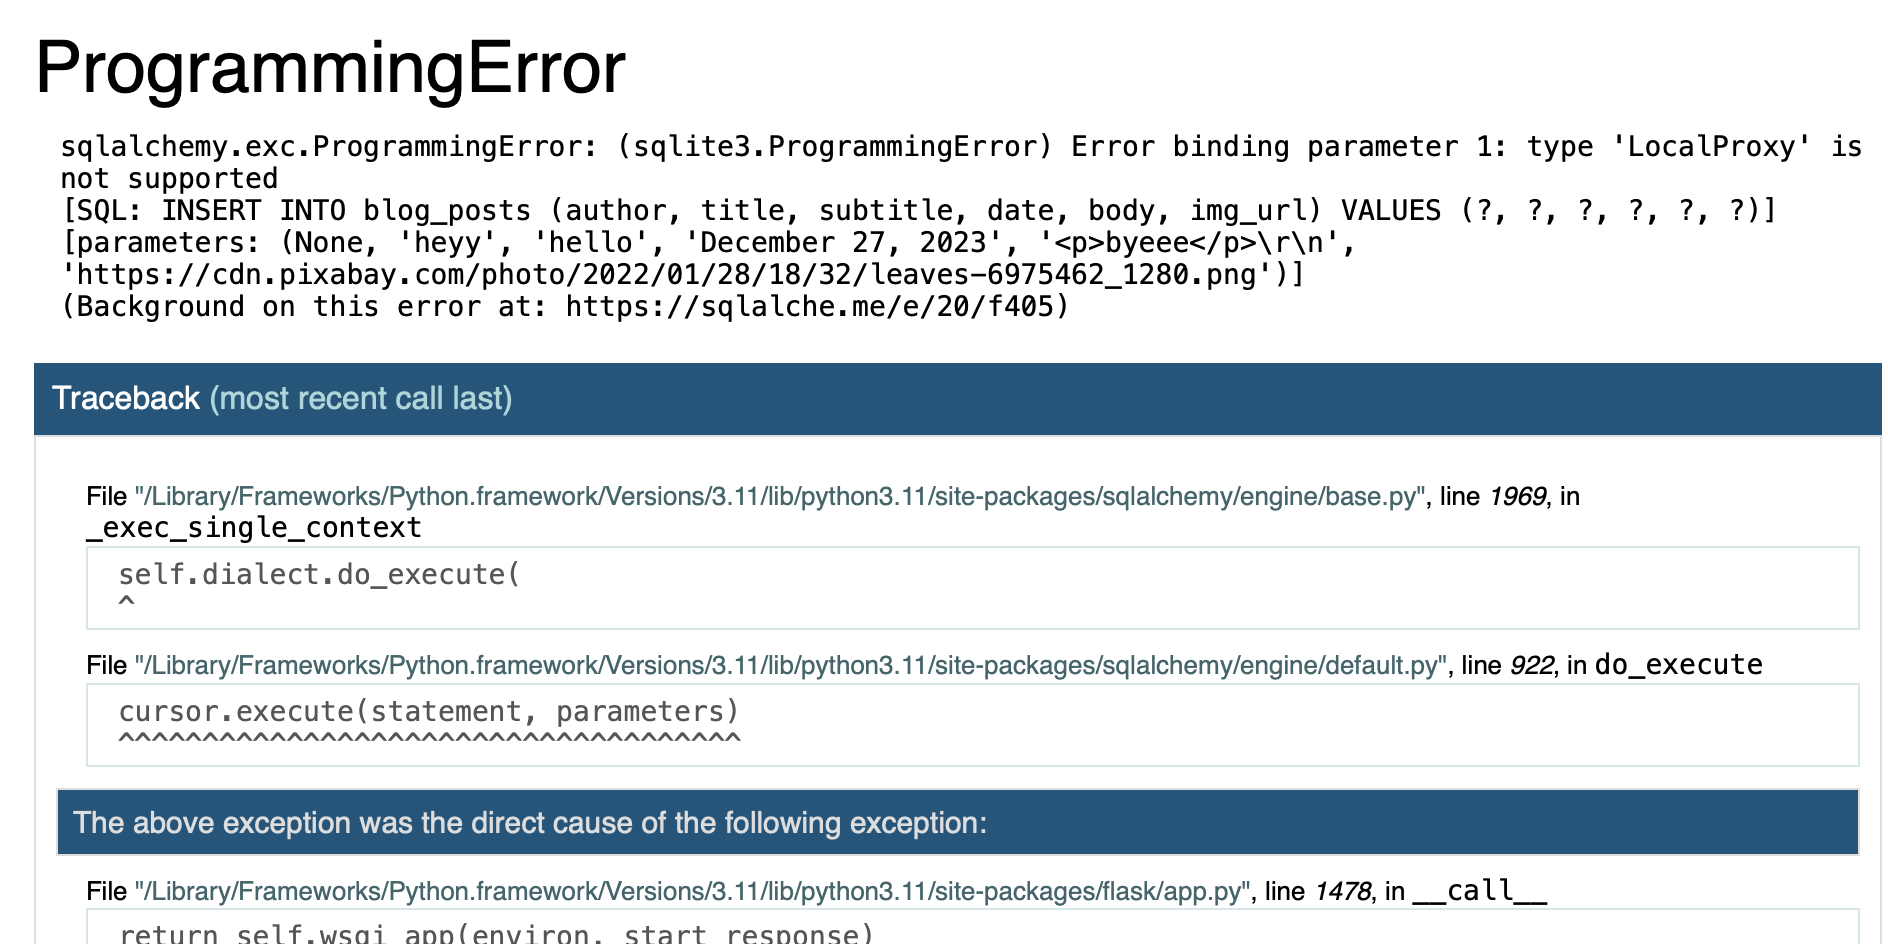 ProgrammingError
sqlalchemy.exc.ProgrammingError: (sqlite3.ProgrammingError) Error binding parameter 1: type 'LocalProxy' is
not supported
[SQL: INSERT INTO blog_posts (author, title, subtitle, date, body, img_url) VALUES (?, ?, ?, ?, ?, ?)]
[parameters: (None, 'heyy', 'hello', 'December 27, 2023', '<p>byeee</p>\r\n',
'https://cdn.pixabay.com/photo/2022/01/28/18/32/leaves-6975462_1280.png')]
(Background on this error at: https://sqlalche.me/e/20/f405)
Traceback (most recent call last)
File "/Library/Frameworks/Python.framework/Versions/3.11/lib/python3.11/site-packages/sqlalchemy/engine/base.py", line 1969, in
_exec_single_context
self.dialect.do_execute(
^
File "/Library/Frameworks/Python.framework/Versions/3.11/lib/python3.11/site-packages/sqlalchemy/engine/default.py", line 922, in do_execute
cursor.execute(statement, parameters)
^^^^^^^^^^^^^^^^^^^^^^^^^^^^^^^^^^^^^
The above exception was the direct cause of the following exception:
File "/Library/Frameworks/Python.framework/Versions/3.11/lib/python3.11/site-packages/flask/app.py", line 1478, in __call__
return self.wsgi_app(environ, start_response)